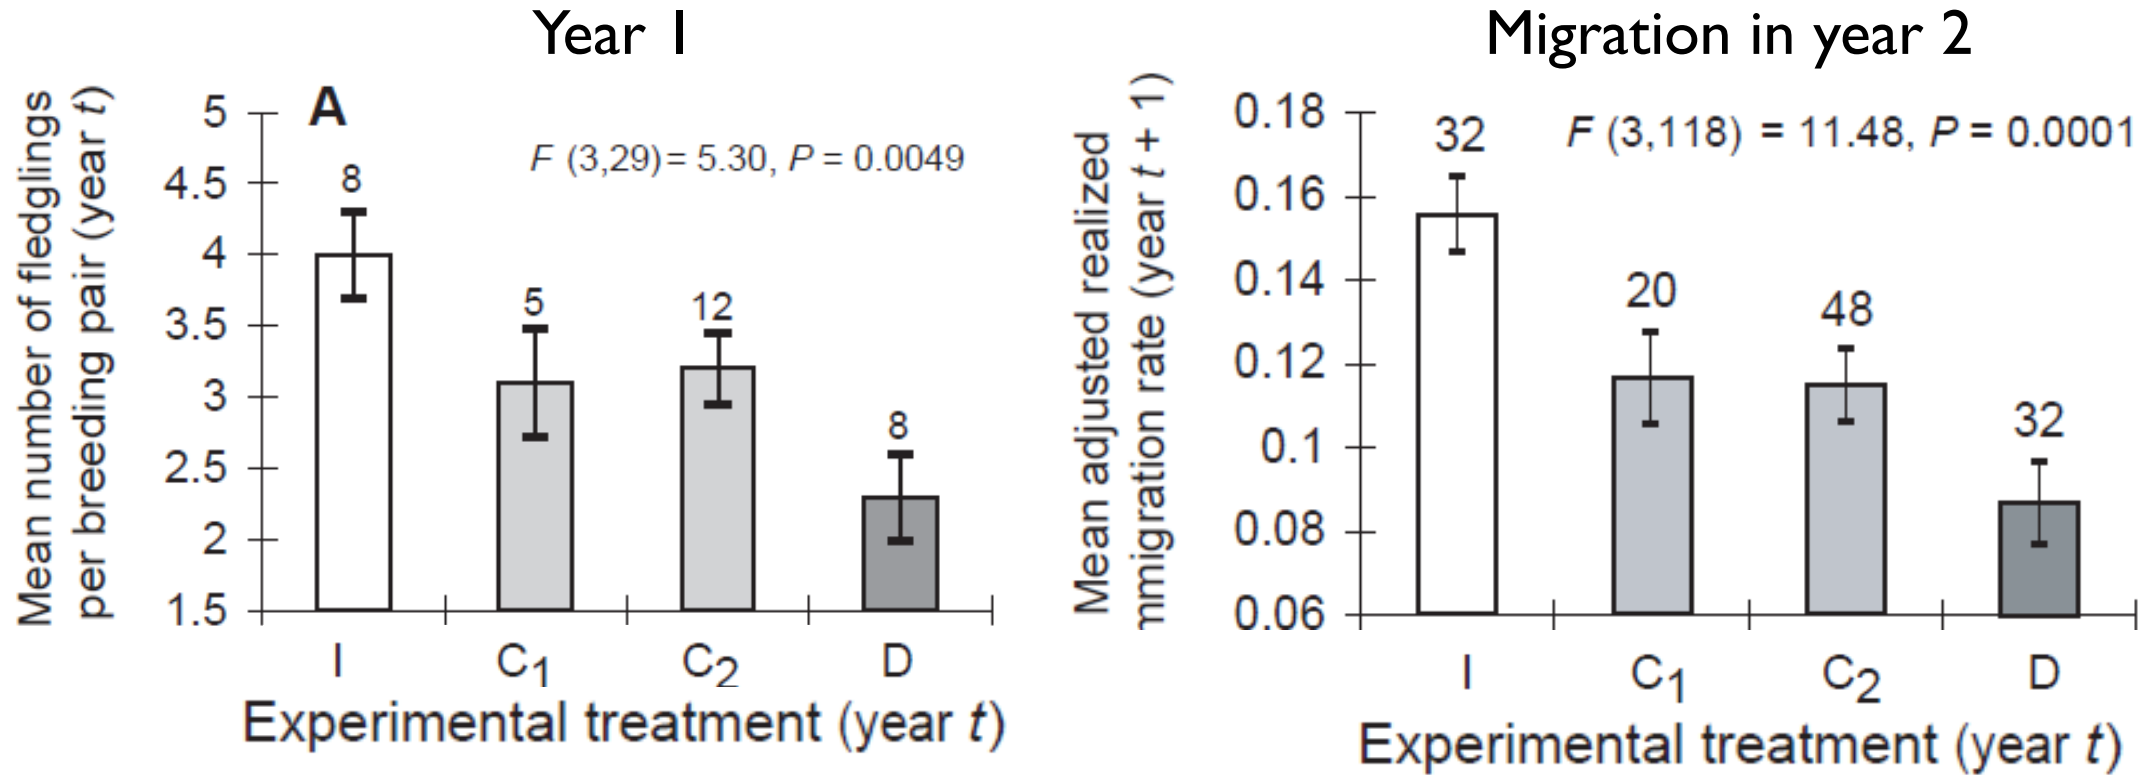 Year 1
Mean number of fledglings
per breeding pair (year t)
A
F (3,29)= 5.30, P = 0.0049
5
4.5
4
3.5
3
2.5
2
1.5
8
5
12
8
I
C1
C2
D
Experimental treatment (year t)
Migration in year 2
Mean adjusted realized
mmigration rate (year t + 1)
F (3,118) = 11.48, P = 0.0001
0.18
0.16
0.14
0.12
0.1
0.08
0.06
32
20
48
32
I
C1
C2
D
Experimental treatment (year t)